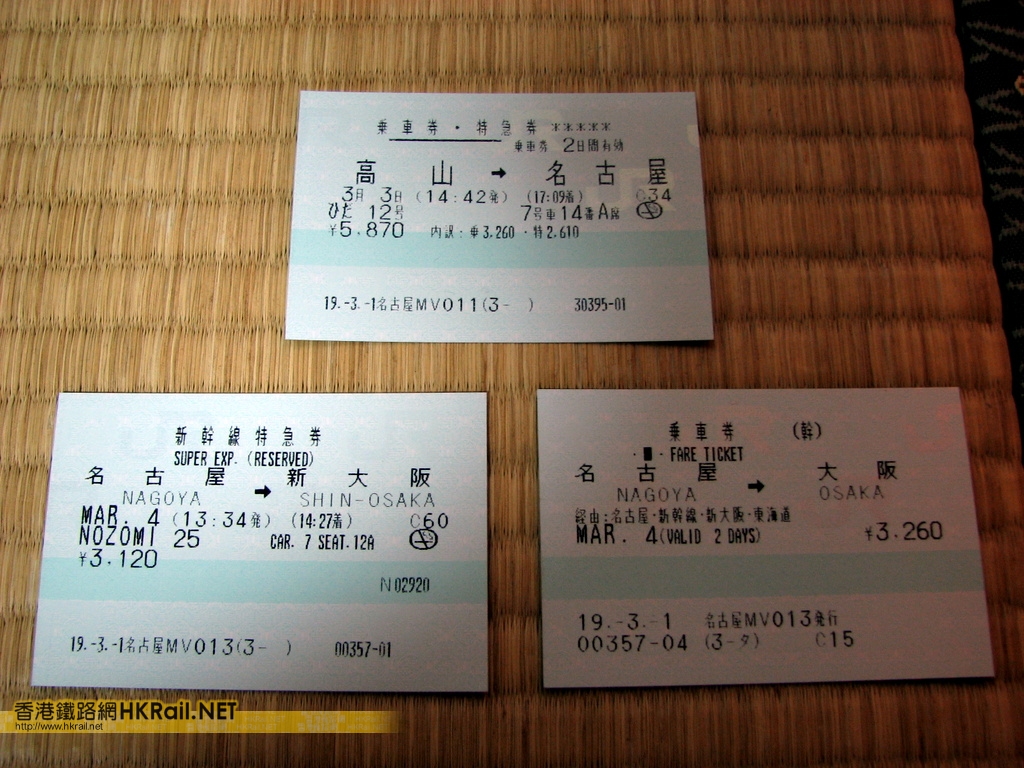 乗車券・特急券 *****
乗車券 2日間有効
高山 → 名古屋
3月 3日 (14:42発) (17:09着) C34
ひだ 12号 7号車14番A席
¥5,870 内訳:乗3,260・特2,610
19.-3.-1名古屋MV011(3- ) 30395-01
新幹線特急券
SUPER EXP. (RESERVED)
名古屋 → 新大阪
NAGOYA SHIN-OSAKA
MAR. 4 (13:34発) (14:27着) C60
NOZOMI 25 CAR. 7 SEAT.12A
¥3,120
N02920
19.-3.-1名古屋MV013(3- ) 00357-01
乗車券 (幹)
・■・FARE TICKET
名古屋 → 大阪
NAGOYA OSAKA
経由:名古屋・新幹線・新大阪・東海道
MAR. 4(VALID 2 DAYS) ¥3,260
19.-3.-1 名古屋MV013発行
00357-04 (3-タ) C15
香港鐵路網HKRail.NET
http://www.hkrail.net